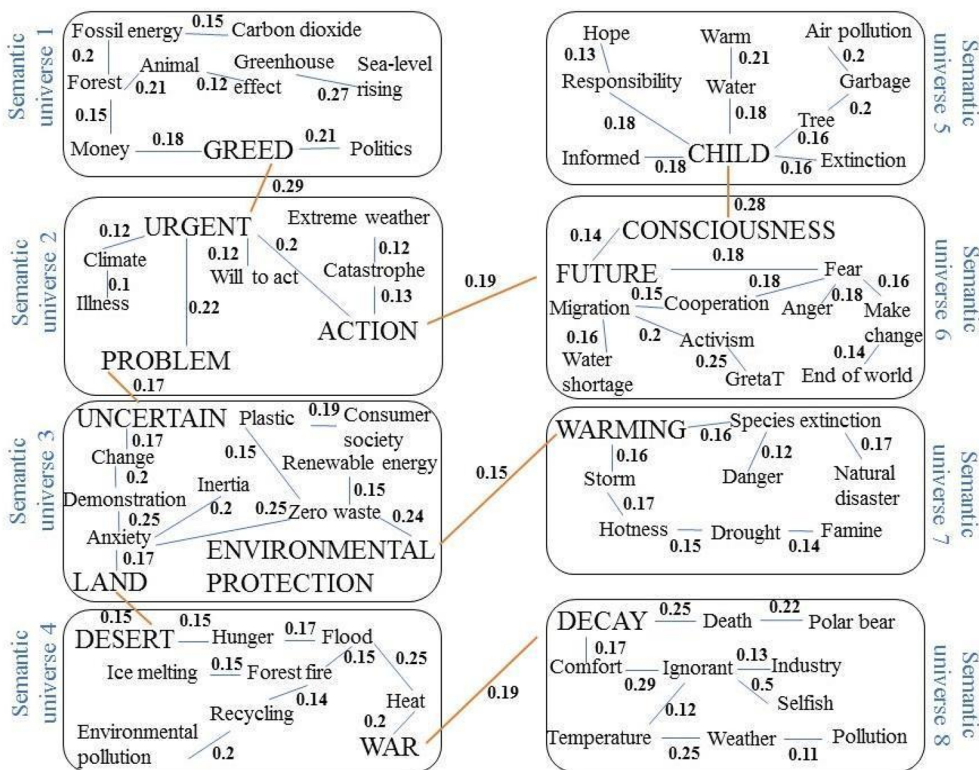 Semantic
universe 1
Fossil energy
0.15
Carbon dioxide
0.2
Forest
Animal
0.21
0.12
Greenhouse
effect
0.27
Sea-level
rising
0.15
Money
0.18
GREED
0.21
Politics
0.29
Semantic
universe 2
URGENT
0.12
Climate
0.1
Illness
0.12
Will to act
0.2
Extreme weather
0.12
Catastrophe
0.13
ACTION
0.22
PROBLEM
0.17
0.19
Semantic
universe 3
UNCERTAIN
0.17
Change
0.2
Demonstration
0.25
Anxiety
0.17
LAND
Plastic
0.19
Consumer
society
0.15
Renewable energy
0.15
Inertia
0.2
0.25
Zero waste
0.24
ENVIRONMENTAL
PROTECTION
0.15
0.15
Semantic
universe 4
DESERT
0.15
Hunger
0.17
Flood
0.15
0.25
Ice melting
0.15
Forest fire
0.14
Recycling
Environmental
pollution
0.2
Heat
0.2
WAR
0.19
Semantic
universe 5
Hope
0.13
Responsibility
0.18
Warm
0.21
Water
0.18
Air pollution
0.2
Garbage
0.2
Tree
0.16
Informed
0.18
CHILD
0.16
Extinction
0.28
Semantic
universe 6
CONSCIOUSNESS
0.14
FUTURE
0.18
Fear
0.16
Migration
0.15
Cooperation
0.18
Anger
0.18
Make
change
0.16
Water
shortage
0.2
Activism
0.25
GretaT
0.14
End of world
Semantic
universe 7
WARMING
0.16
Species extinction
0.16
Storm
0.12
Danger
0.17
Natural
disaster
0.17
Hotness
0.15
Drought
0.14
Famine
Semantic
universe 8
DECAY
0.25
Death
0.22
Polar bear
0.17
Comfort
0.29
Ignorant
0.13
Industry
0.5
Selfish
0.12
Temperature
0.25
Weather
0.11
Pollution